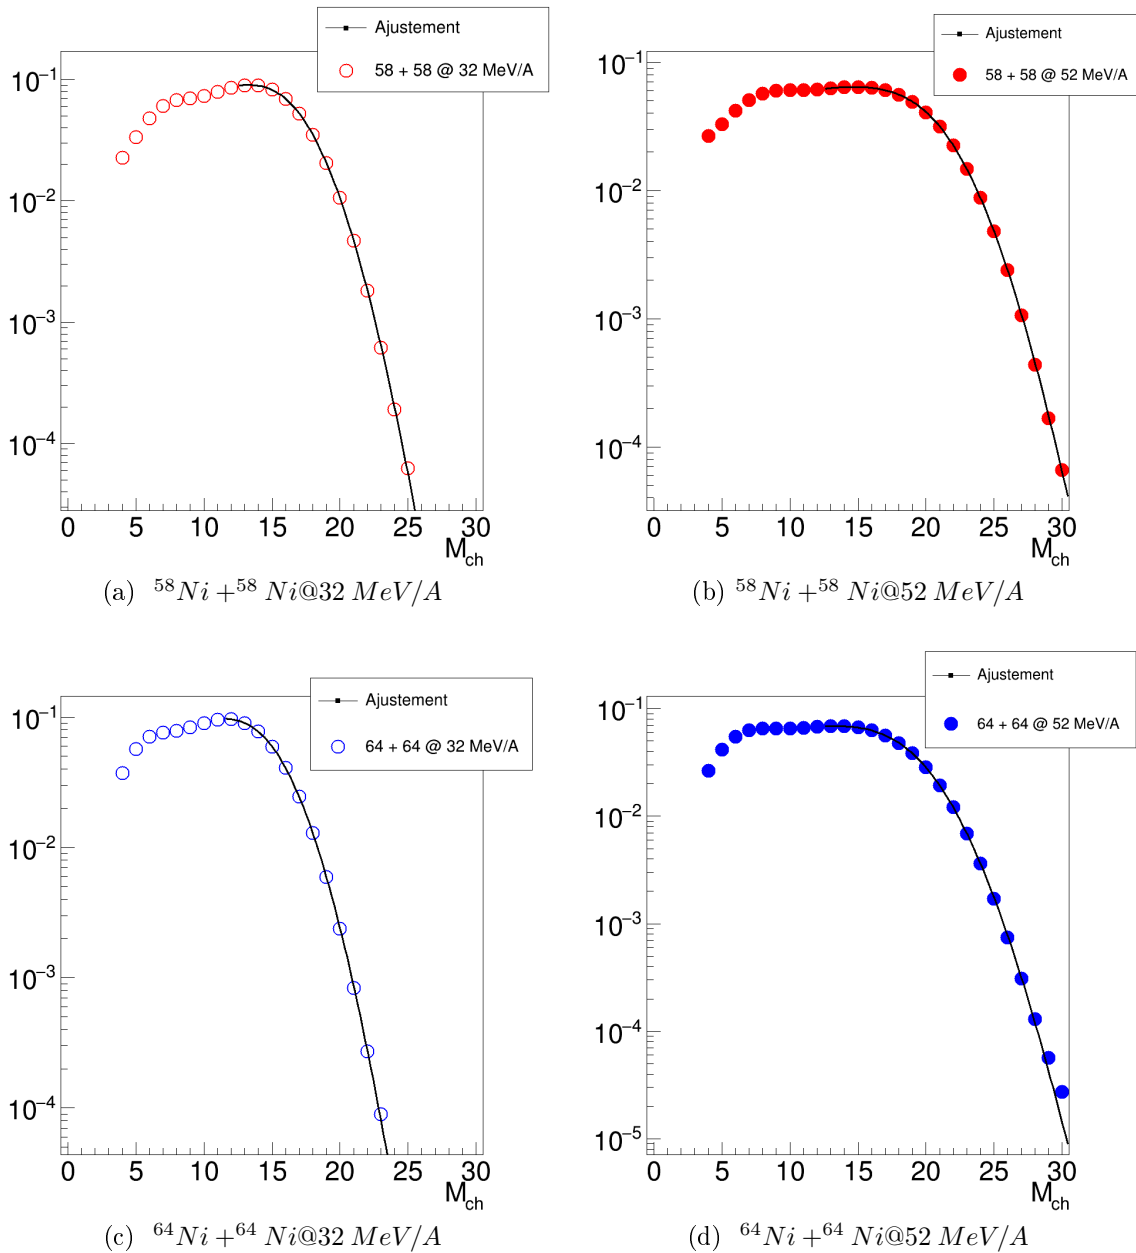 Ajustement
58 + 58 @ 32 MeV/A
10⁻¹
10⁻²
10⁻³
10⁻⁴
0 5 10 15 20 25 30
M_ch
(a) ⁵⁸Ni +⁵⁸ Ni@32 MeV/A
Ajustement
58 + 58 @ 52 MeV/A
10⁻¹
10⁻²
10⁻³
10⁻⁴
0 5 10 15 20 25 30
M_ch
(b) ⁵⁸Ni +⁵⁸ Ni@52 MeV/A
Ajustement
64 + 64 @ 32 MeV/A
10⁻¹
10⁻²
10⁻³
10⁻⁴
0 5 10 15 20 25 30
M_ch
(c) ⁶⁴Ni +⁶⁴ Ni@32 MeV/A
Ajustement
64 + 64 @ 52 MeV/A
10⁻¹
10⁻²
10⁻³
10⁻⁴
10⁻⁵
0 5 10 15 20 25 30
M_ch
(d) ⁶⁴Ni +⁶⁴ Ni@52 MeV/A